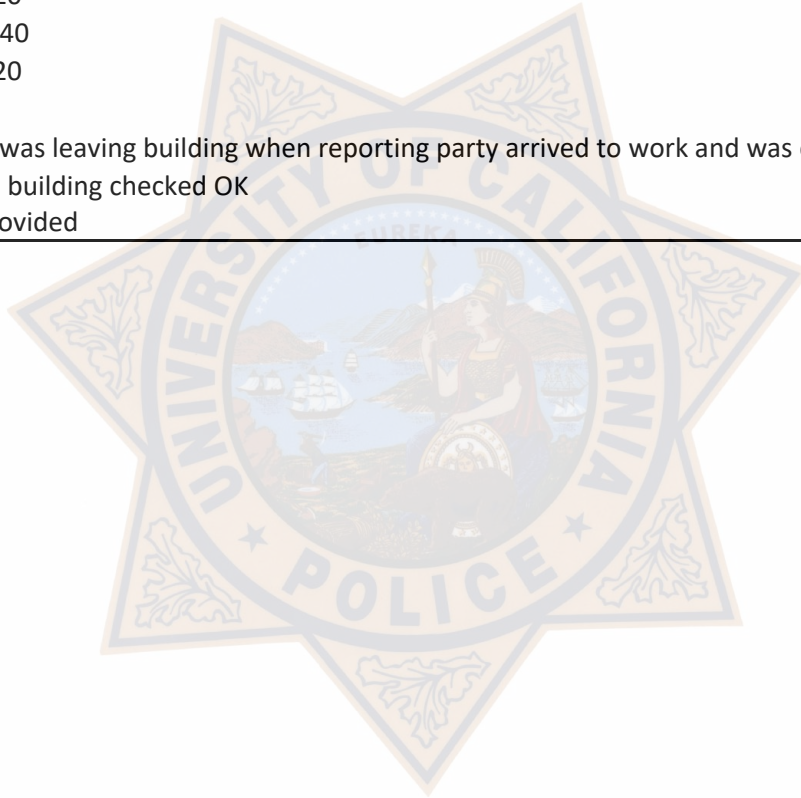 40
20
was leaving building when reporting party arrived to work and was
building checked OK
EUREKA
UNIVERSITY OF CALIFORNIA
POLICE